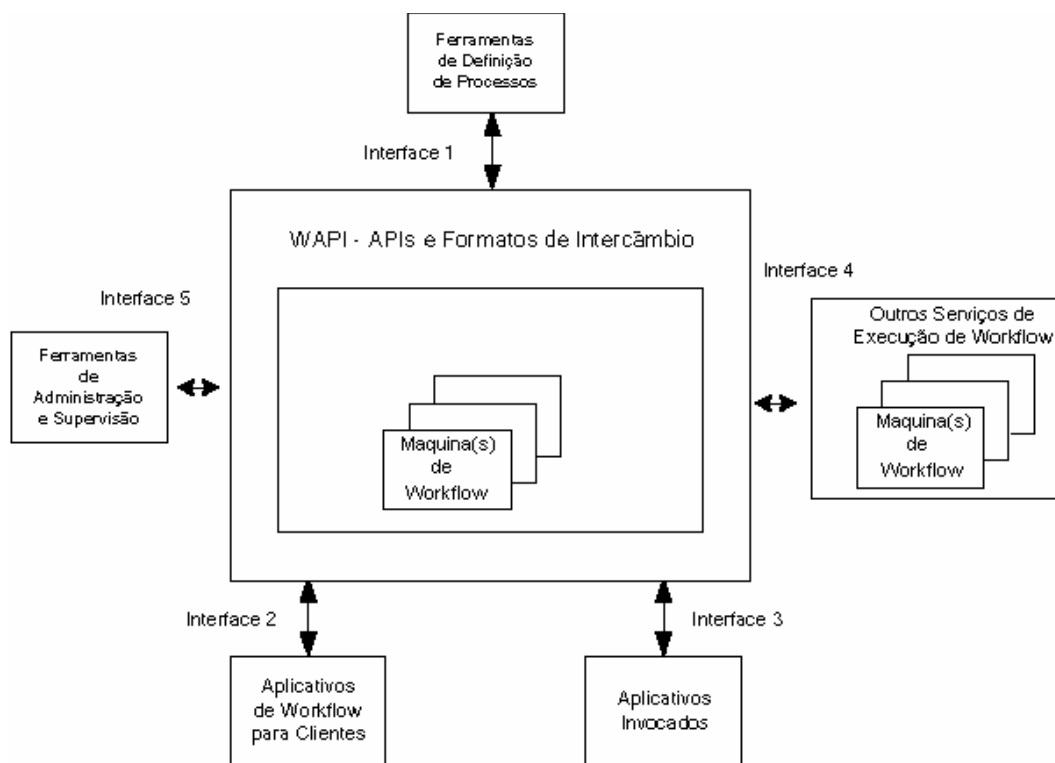 Ferramentas
de Definição
de Processos
Interface 1
WAPI - APIs e Formatos de Intercâmbio
Interface 4
Interface 5
Outros Serviços de
Execução de Workflow
Ferramentas
de
Administração
e Supervisão
Maquina(s)
de
Workflow
Maquina(s)
de
Workflow
Interface 2
Interface 3
Aplicativos
de Workflow
para Clientes
Aplicativos
Invocados